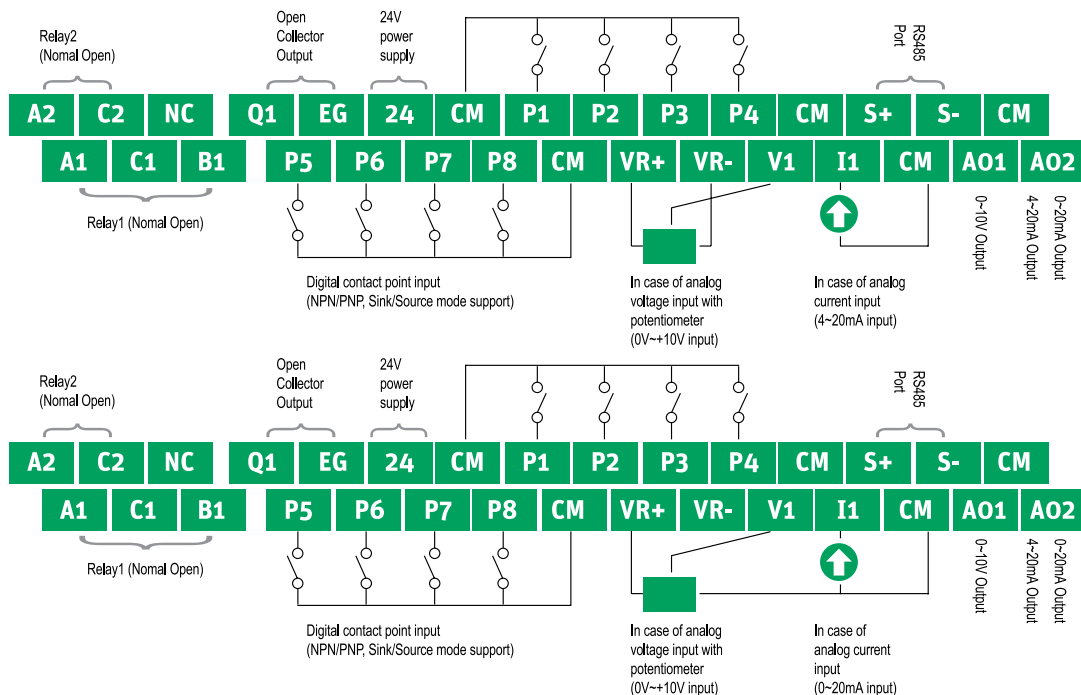 Relay2
(Nomal Open)
Open
Collector
Output
24V
power
supply
RS485
Port
A2 C2 NC Q1 EG 24 CM P1 P2 P3 P4 CM S+ S- CM
A1 C1 B1 P5 P6 P7 P8 CM VR+ VR- V1 I1 CM AO1 AO2
Relay1 (Nomal Open)
Digital contact point input
(NPN/PNP, Sink/Source mode support)
In case of analog
voltage input with
potentiometer
(0V~+10V input)
In case of analog
current input
(4~20mA input)
0~10V Output
4~20mA Output
0~20mA Output
Relay2
(Nomal Open)
Open
Collector
Output
24V
power
supply
RS485
Port
A2 C2 NC Q1 EG 24 CM P1 P2 P3 P4 CM S+ S- CM
A1 C1 B1 P5 P6 P7 P8 CM VR+ VR- V1 I1 CM AO1 AO2
Relay1 (Nomal Open)
Digital contact point input
(NPN/PNP, Sink/Source mode support)
In case of analog
voltage input with
potentiometer
(0V~+10V input)
In case of
analog current
input
(0~20mA input)
0~10V Output
4~20mA Output
0~20mA Output